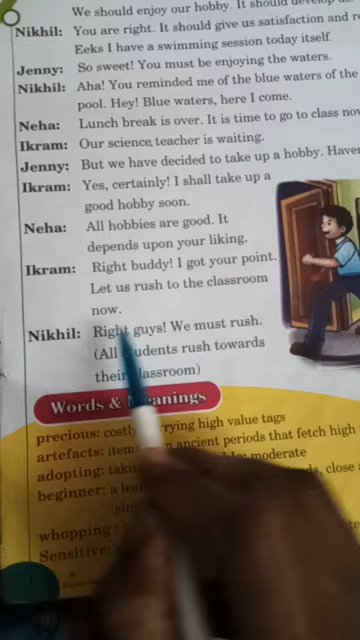 We should enjoy our hobby. It should
Nikhil: You are right. It should give us satisfaction and
Eeks I have a swimming session today itself.
Jenny: So sweet! You must be enjoying the waters.
Nikhil: Aha! You reminded me of the blue waters of the
pool. Hey! Blue waters, here I come.
Neha: Lunch break is over. It is time to go to class
Ikram: Our science teacher is waiting.
Jenny: But we have decided to take up a hobby.
Ikram: Yes, certainly! I shall take up a
good hobby soon.
Neha: All hobbies are good. It
depends upon your liking.
Ikram: Right buddy! I got your point.
Let us rush to the classroom
now.
Nikhil: Right guys! We must rush.
(All students rush towards
their classroom)
Words & Meanings
precious: costly high value tags
artefacts: items ancient periods that fetch high
adopting: moderate
beginner: a close
whopping
Sensitive: